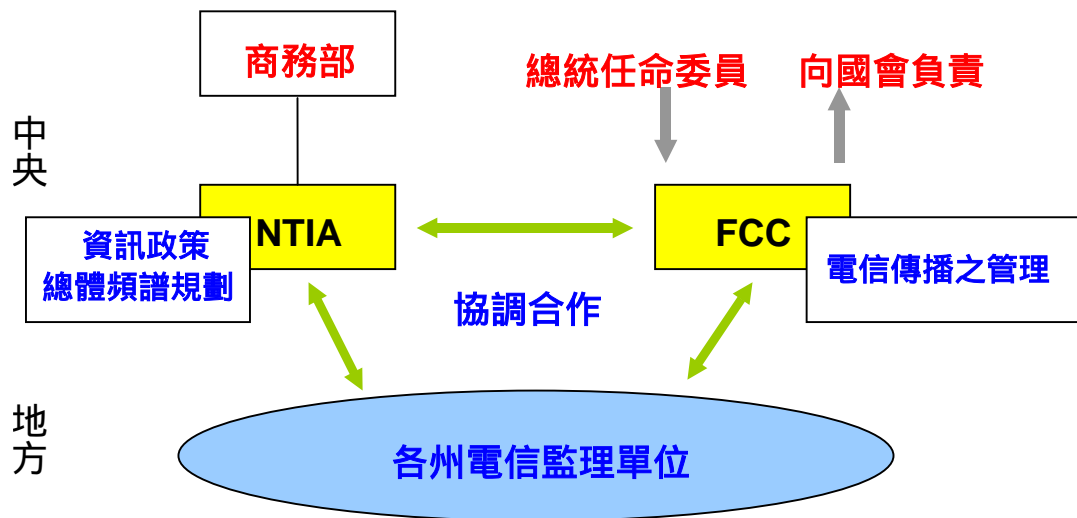 商務部
總統任命委員
向國會負責
中央
NTIA
資訊政策
總體頻譜規劃
FCC
電信傳播之管理
協調合作
地方
各州電信監理單位